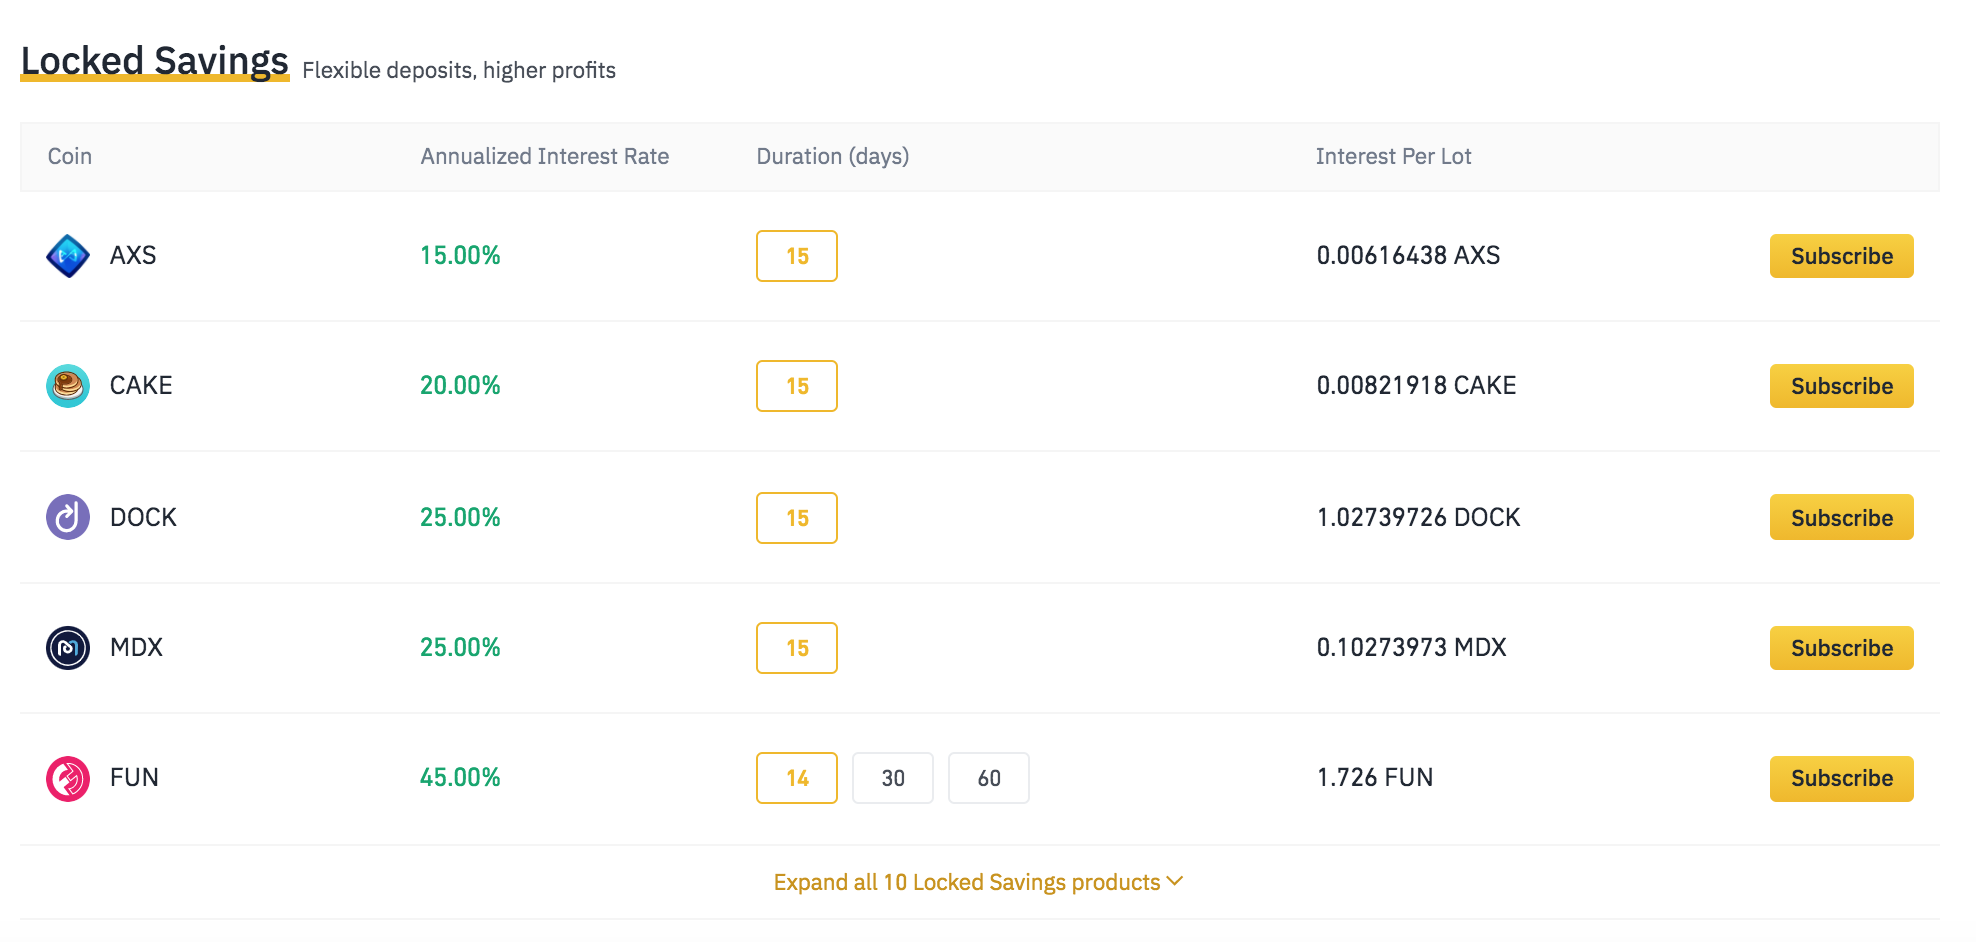 Locked Savings Flexible deposits, higher profits
Coin Annualized Interest Rate Duration (days) Interest Per Lot
AXS 15.00% 15 0.00616438 AXS Subscribe
CAKE 20.00% 15 0.00821918 CAKE Subscribe
DOCK 25.00% 15 1.02739726 DOCK Subscribe
MDX 25.00% 15 0.10273973 MDX Subscribe
FUN 45.00% 14 30 60 1.726 FUN Subscribe
Expand all 10 Locked Savings products